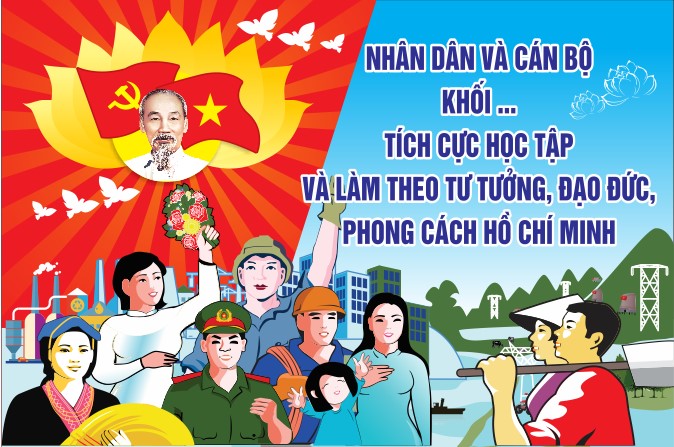 NHÂN DÂN VÀ CÁN BỘ
KHỐI ...
TÍCH CỰC HỌC TẬP
VÀ LÀM THEO TƯ TƯỞNG, ĐẠO ĐỨC,
PHONG CÁCH HỒ CHÍ MINH